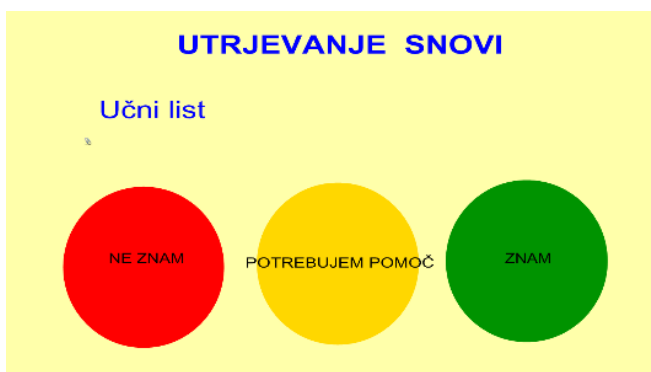 UTRJEVANJE SNOVI
Učni list
NE ZNAM
POTREBUJEM POMOČ
ZNAM